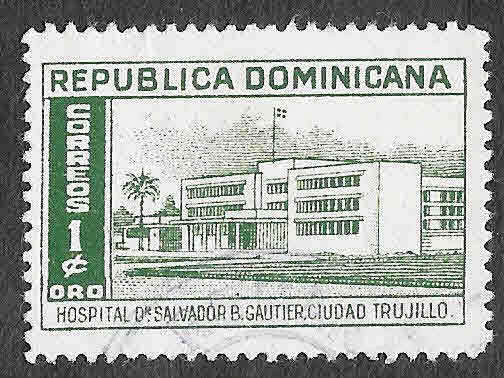 REPUBLICA DOMINICANA
CORREOS
1¢
ORO
HOSPITAL Dr. SALVADOR B. GAUTIER, CIUDAD TRUJILLO.